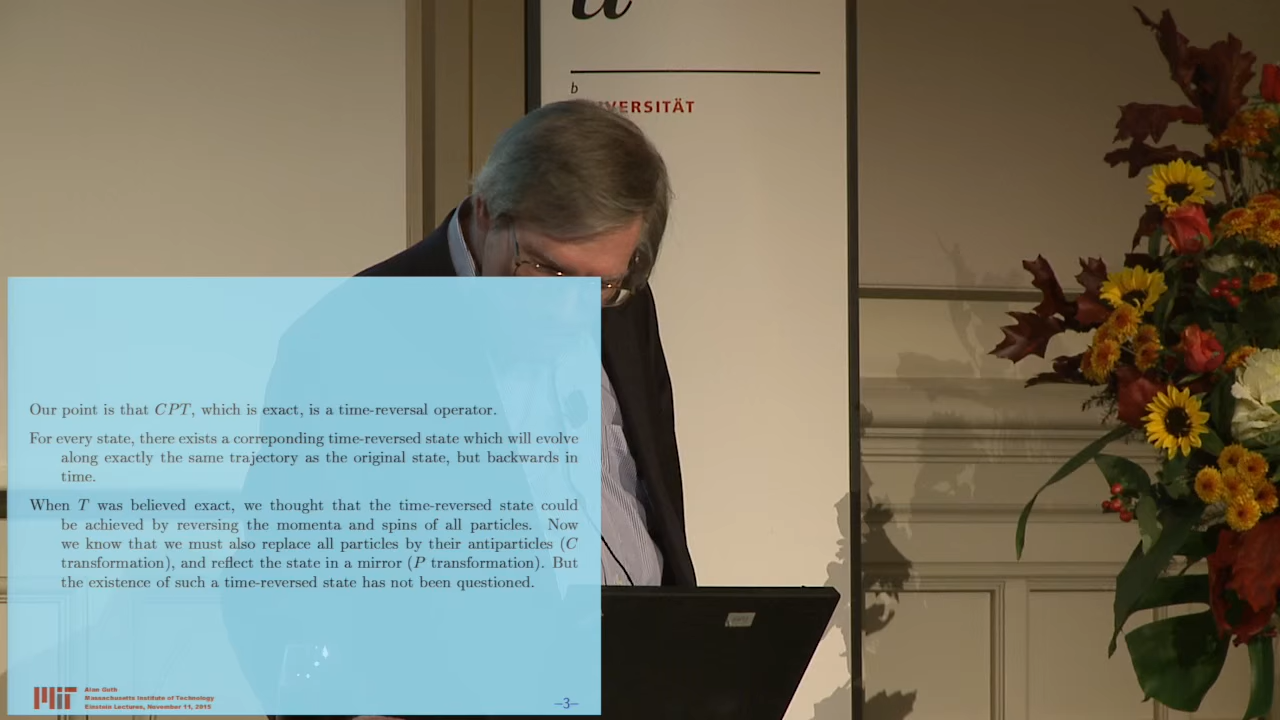 u
b
VERSITÄT
Our point is that CPT, which is exact, is a time-reversal operator.
For every state, there exists a correponding time-reversed state which will evolve
along exactly the same trajectory as the original state, but backwards in
time.
When T was believed exact, we thought that the time-reversed state could
be achieved by reversing the momenta and spins of all particles. Now
we know that we must also replace all particles by their antiparticles (C
transformation), and reflect the state in a mirror (P transformation). But
the existence of such a time-reversed state has not been questioned.
MIT
Alan Guth
Massachusetts Institute of Technology
Einstein Lectures, November 11, 2015
–3–